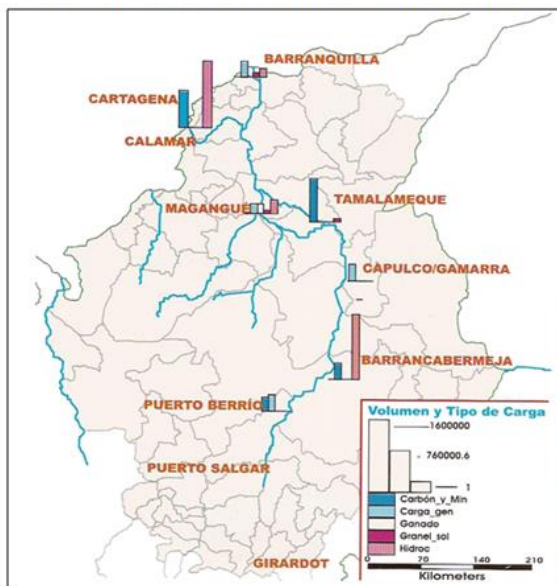 BARRANQUILLA
CARTAGENA
CALAMAR
MAGANGUÉ
TAMALAMEQUE
CAPULCO/GAMARRA
BARRANCABERMEJA
PUERTO BERRÍO
PUERTO SALGAR
GIRARDOT
Volumen y Tipo de Carga
1600000
760000.6
1
Carbón_y_Min
Carga_gen
Ganado
Granel_sol
Hidroc
0 70 140 210
Kilometers